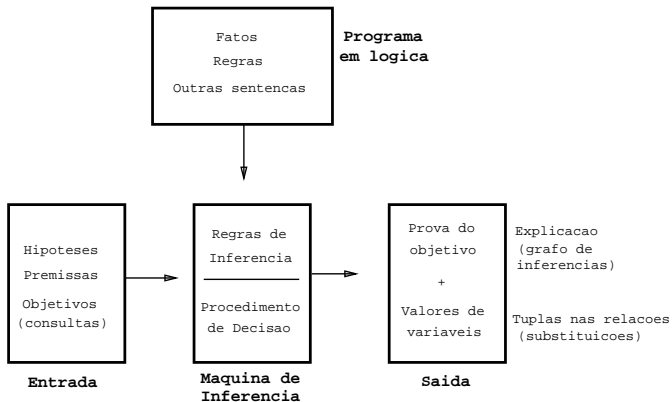 Fatos
Regras
Outras sentencas
Programa
em logica
Hipoteses
Premissas
Objetivos
(consultas)
Entrada
Regras de
Inferencia
Procedimento
de Decisao
Maquina de
Inferencia
Prova do
objetivo
+
Valores de
variaveis
Saida
Explicacao
(grafo de
inferencias)
Tuplas nas relacoes
(substituicoes)